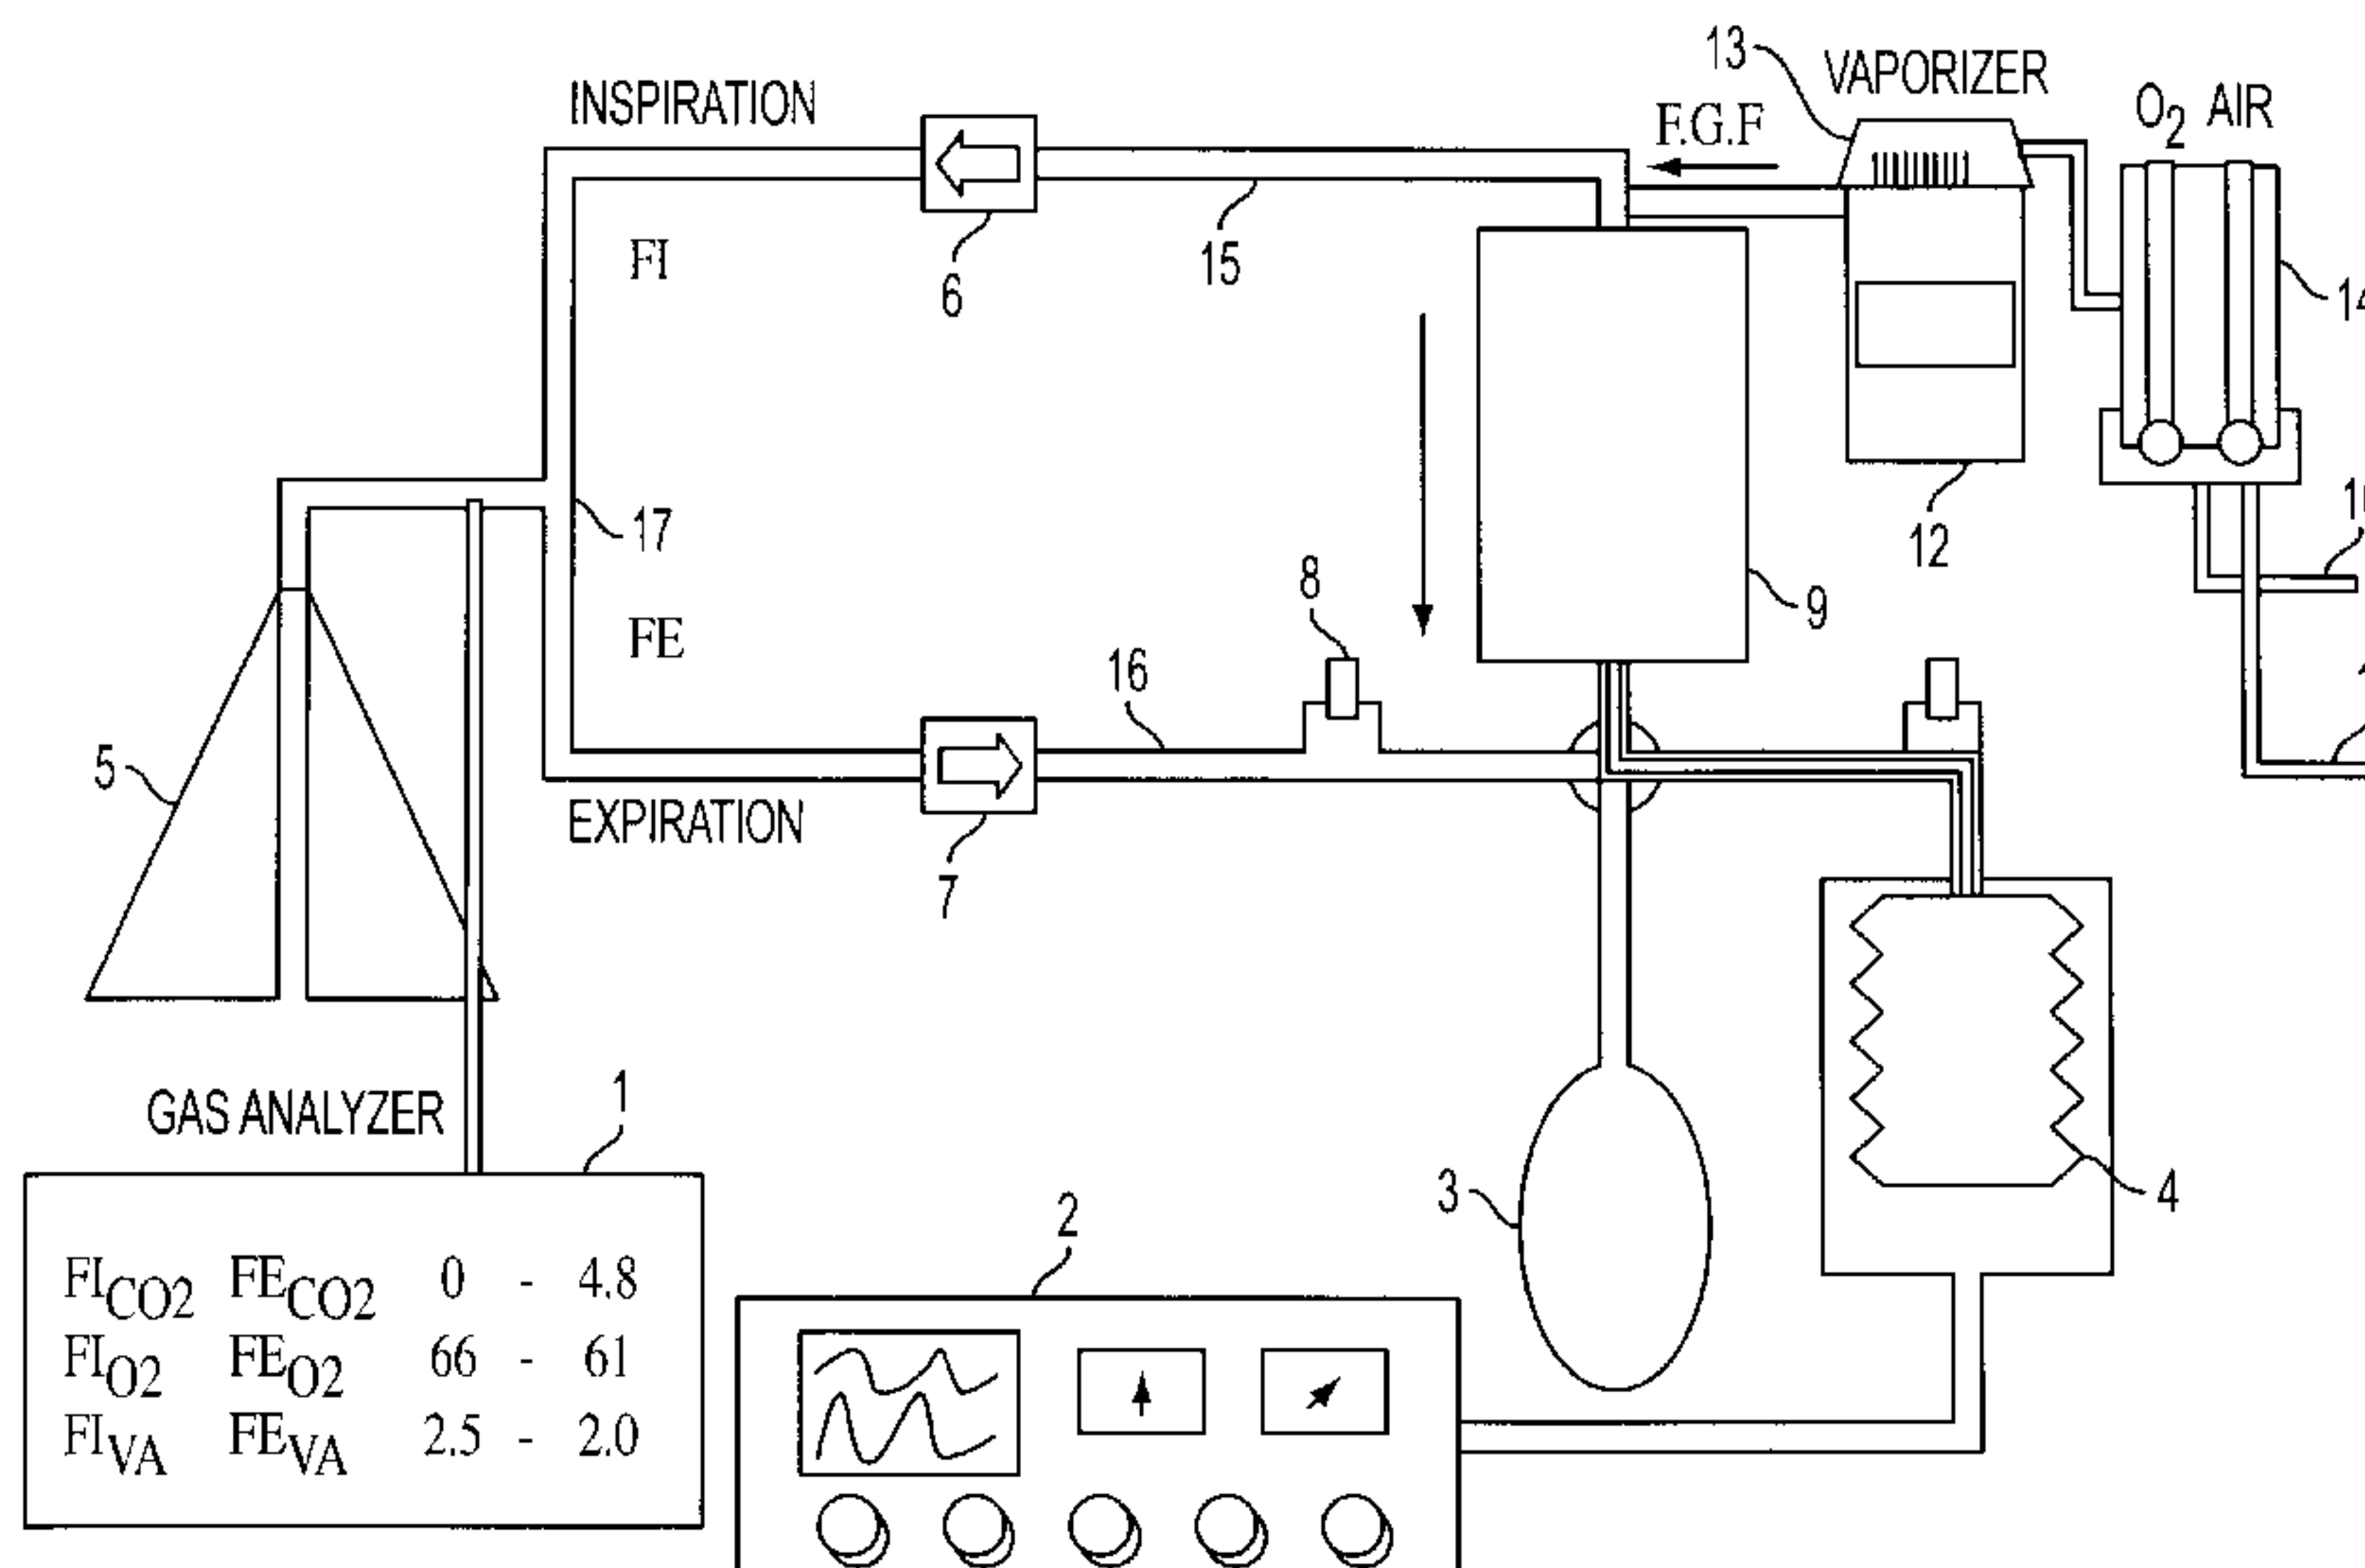 13
VAPORIZER
O2 AIR
INSPIRATION
F.G.F
FI
6
15
14
17
12
9
8
FE
16
5
EXPIRATION
7
GAS ANALYZER
1
2
3
4
FICO2 FECO2 0 - 4.8
FIO2 FEO2 66 - 61
FIVA FEVA 2.5 - 2.0